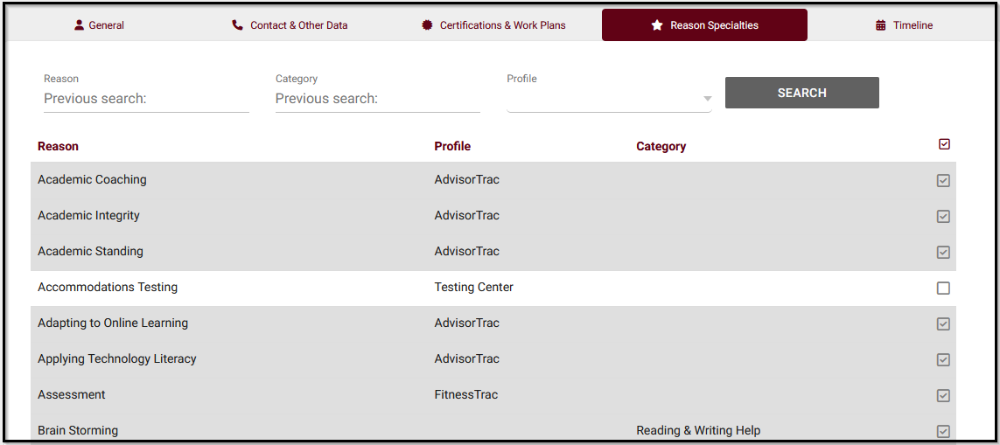 General Contact & Other Data Certifications & Work Plans Reason Specialties Timeline
Reason Category Profile
Previous search: Previous search: SEARCH
Reason Profile Category
Academic Coaching AdvisorTrac
Academic Integrity AdvisorTrac
Academic Standing AdvisorTrac
Accommodations Testing Testing Center
Adapting to Online Learning AdvisorTrac
Applying Technology Literacy AdvisorTrac
Assessment FitnessTrac
Brain Storming Reading & Writing Help